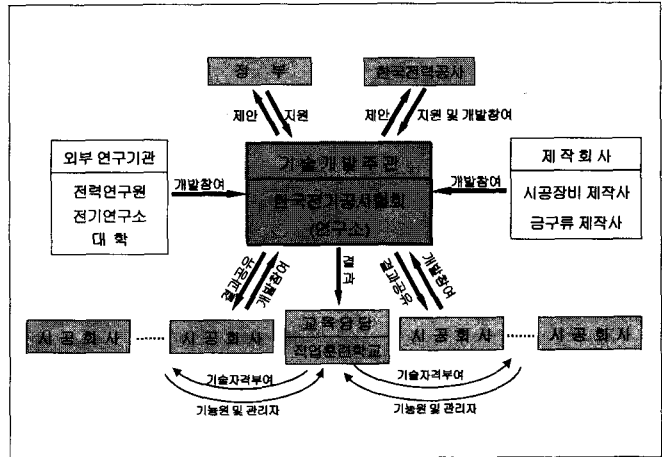 정 부
한국전력공사
제안
지원
제안
지원 및 개발참여
외부 연구기관
전력연구원
전기연구소
대 학
개발참여
기술개발주관
한국전기공사협회
(연구소)
개발참여
제 작 회 사
시공장비 제작사
금구류 제작사
결과공유
개발참여
결과
결과공유
개발참여
시 공 회 사
시 공 회 사
교육담당
직업훈련학교
시 공 회 사
시 공 회 사
기술자격부여
기능원 및 관리자
기술자격부여
기능원 및 관리자